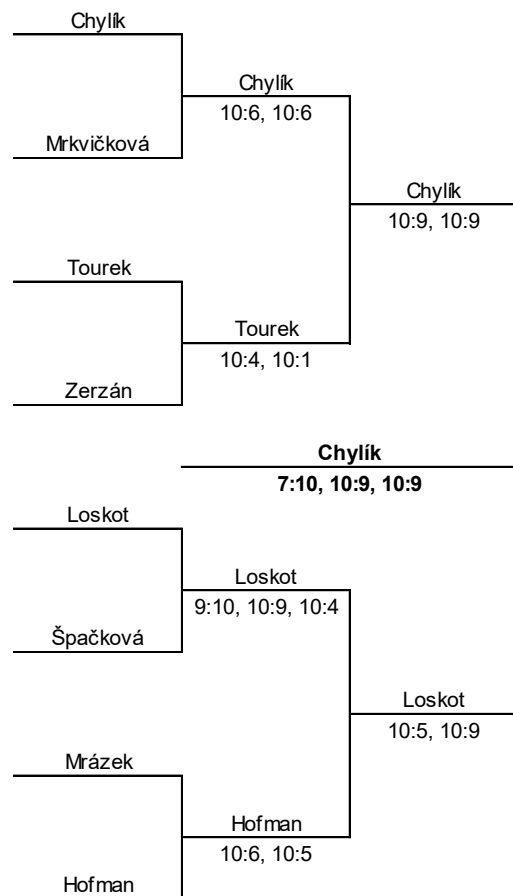 Chylík
Chylík
10:6, 10:6
Mrkvičková
Chylík
10:9, 10:9
Tourek
Tourek
10:4, 10:1
Zerzán
Chylík
7:10, 10:9, 10:9
Loskot
Loskot
9:10, 10:9, 10:4
Špačková
Loskot
10:5, 10:9
Mrázek
Hofman
10:6, 10:5
Hofman